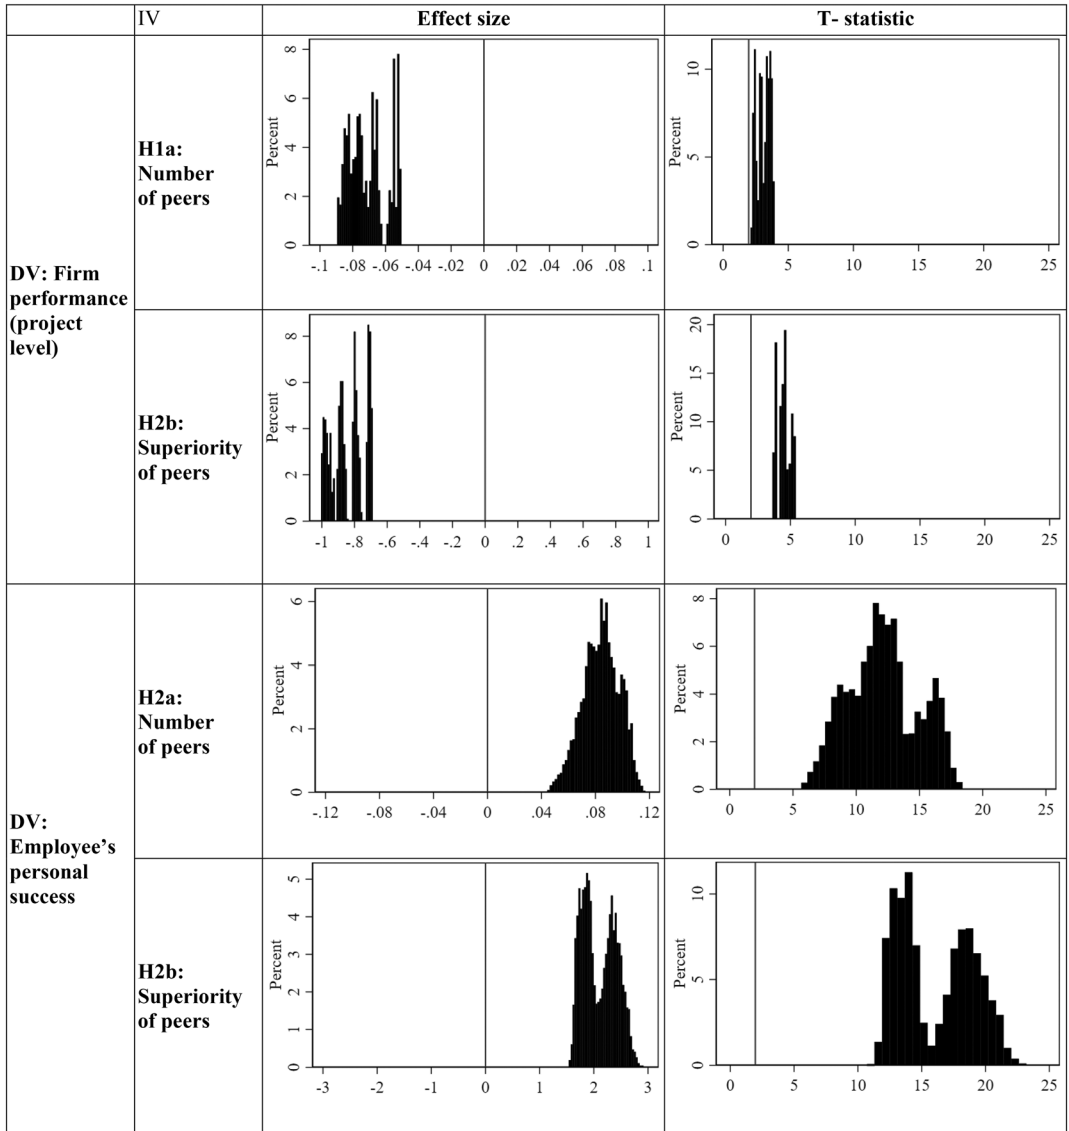 IV Effect size T- statistic
DV: Firm
performance
(project
level)
H1a:
Number
of peers
Percent
0 2 4 6 8
-.1 -.08 -.06 -.04 -.02 0 .02 .04 .06 .08 .1
Percent
0 5 10
0 5 10 15 20 25
H2b:
Superiority
of peers
Percent
0 2 4 6 8
-1 -.8 -.6 -.4 -.2 0 .2 .4 .6 .8 1
Percent
0 5 10 15 20
0 5 10 15 20 25
DV:
Employee’s
personal
success
H2a:
Number
of peers
Percent
0 2 4 6
-.12 -.08 -.04 0 .04 .08 .12
Percent
0 2 4 6 8
0 5 10 15 20 25
H2b:
Superiority
of peers
Percent
0 1 2 3 4 5
-3 -2 -1 0 1 2 3
Percent
0 5 10
0 5 10 15 20 25